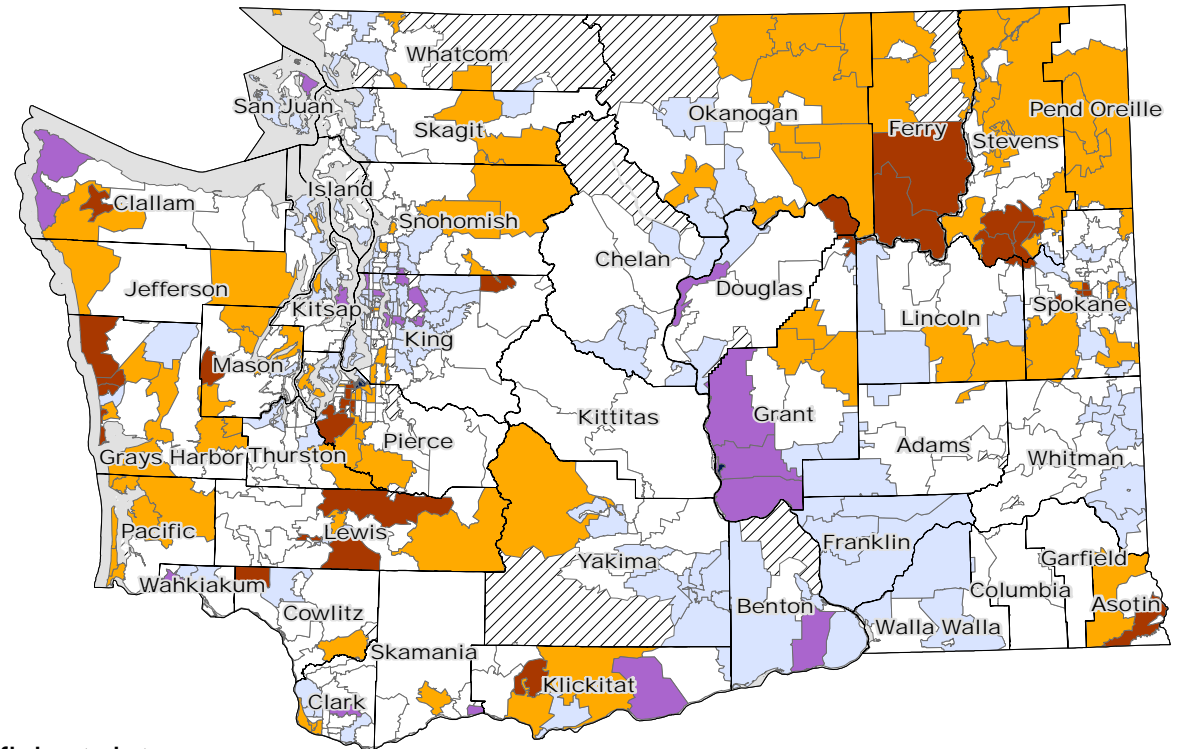 Whatcom
San Juan
Okanogan
Pend Oreille
Skagit
Ferry
Stevens
Island
Clallam
Snohomish
Chelan
Jefferson
Douglas
Kitsap
Spokane
Lincoln
King
Mason
Grant
Kittitas
Pierce
Adams
Grays Harbor
Thurston
Whitman
Pacific
Lewis
Franklin
Yakima
Garfield
Wahkiakum
Columbia
Benton
Asotin
Cowlitz
Walla Walla
Skamania
Klickitat
Clark